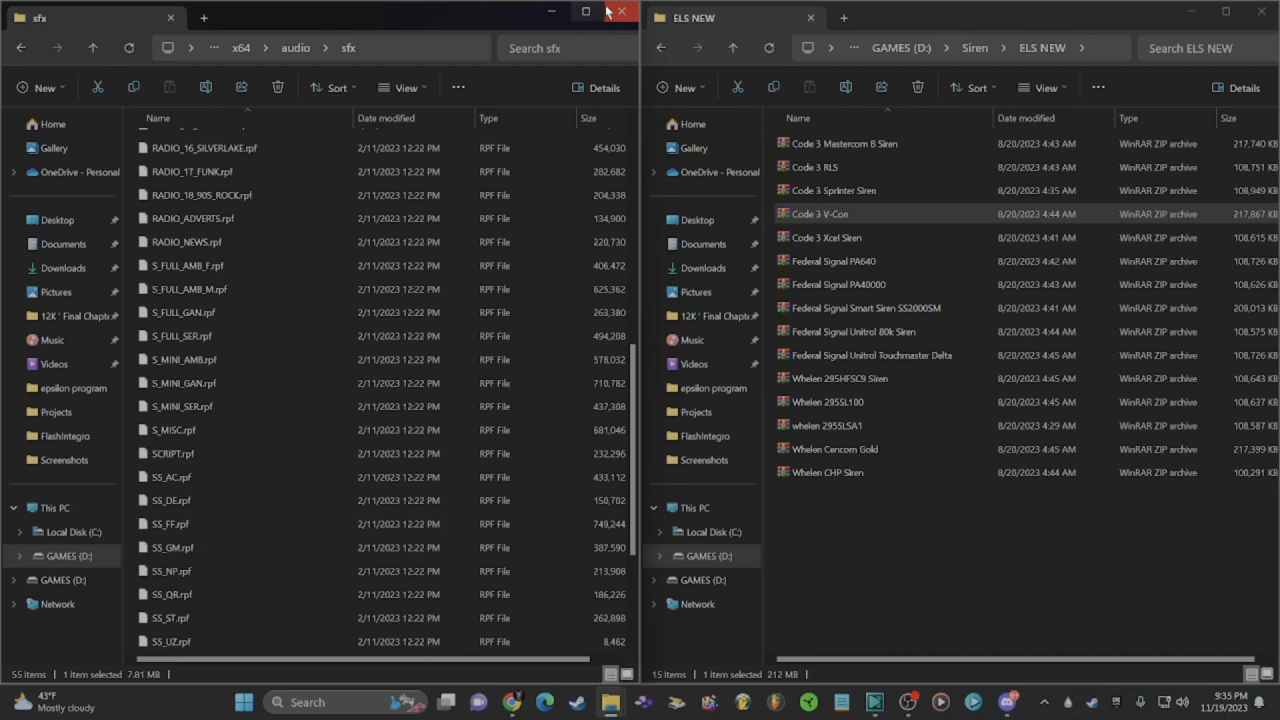 sfx
x64 > audio > sfx
Search sfx
New
Sort
View
Details
Name
Date modified
Type
Size
Home
Gallery
OneDrive - Personal
Desktop
Documents
Downloads
Pictures
12K ' Final Chapte
Music
Videos
epsilon program
Projects
FlashIntegro
Screenshots
This PC
Local Disk (C:)
GAMES (D:)
GAMES (D:)
Network
RADIO_16_SILVERLAKE.rpf 2/11/2023 12:22 PM RPF File 454,030
RADIO_17_FUNK.rpf 2/11/2023 12:22 PM RPF File 282,682
RADIO_18_90S_ROCK.rpf 2/11/2023 12:22 PM RPF File 204,338
RADIO_ADVERTS.rpf 2/11/2023 12:22 PM RPF File 134,900
RADIO_NEWS.rpf 2/11/2023 12:22 PM RPF File 220,730
S_FULL_AMB_F.rpf 2/11/2023 12:22 PM RPF File 406,472
S_FULL_AMB_M.rpf 2/11/2023 12:22 PM RPF File 625,362
S_FULL_GAN.rpf 2/11/2023 12:22 PM RPF File 263,380
S_FULL_SER.rpf 2/11/2023 12:22 PM RPF File 494,208
S_MINI_AMB.rpf 2/11/2023 12:22 PM RPF File 578,032
S_MINI_GAN.rpf 2/11/2023 12:22 PM RPF File 710,782
S_MINI_SER.rpf 2/11/2023 12:22 PM RPF File 437,308
S_MISC.rpf 2/11/2023 12:22 PM RPF File 681,046
SCRIPT.rpf 2/11/2023 12:22 PM RPF File 232,296
SS_AC.rpf 2/11/2023 12:22 PM RPF File 433,112
SS_DE.rpf 2/11/2023 12:22 PM RPF File 150,702
SS_FF.rpf 2/11/2023 12:22 PM RPF File 749,244
SS_GM.rpf 2/11/2023 12:22 PM RPF File 387,590
SS_NP.rpf 2/11/2023 12:22 PM RPF File 213,908
SS_QR.rpf 2/11/2023 12:22 PM RPF File 186,226
SS_ST.rpf 2/11/2023 12:22 PM RPF File 262,898
SS_UZ.rpf 2/11/2023 12:22 PM RPF File 8,462
55 items 1 item selected 7.81 MB
ELS NEW
GAMES (D:) > Siren > ELS NEW >
Search ELS NEW
New
Sort
View
Details
Name
Date modified
Type
Size
Home
Gallery
OneDrive - Personal
Desktop
Documents
Downloads
Pictures
12K ' Final Chapte
Music
Videos
epsilon program
Projects
FlashIntegro
Screenshots
This PC
Local Disk (C:)
GAMES (D:)
GAMES (D:)
Network
Code 3 Mastercom B Siren 8/20/2023 4:43 AM WinRAR ZIP archive 217,740 KB
Code 3 RLS 8/20/2023 4:43 AM WinRAR ZIP archive 108,751 KB
Code 3 Sprinter Siren 8/20/2023 4:35 AM WinRAR ZIP archive 108,949 KB
Code 3 V-Con 8/20/2023 4:44 AM WinRAR ZIP archive 217,867 KB
Code 3 Xcel Siren 8/20/2023 4:41 AM WinRAR ZIP archive 108,615 KB
Federal Signal PA640 8/20/2023 4:42 AM WinRAR ZIP archive 108,726 KB
Federal Signal PA40000 8/20/2023 4:43 AM WinRAR ZIP archive 108,626 KB
Federal Signal Smart Siren SS2000SM 8/20/2023 4:41 AM WinRAR ZIP archive 209,013 KB
Federal Signal Unitrol 80k Siren 8/20/2023 4:43 AM WinRAR ZIP archive 108,575 KB
Federal Signal Unitrol Touchmaster Delta 8/20/2023 4:45 AM WinRAR ZIP archive 108,726 KB
Whelen 295HFSC9 Siren 8/20/2023 4:45 AM WinRAR ZIP archive 108,643 KB
Whelen 295SL100 8/20/2023 4:45 AM WinRAR ZIP archive 108,637 KB
whelen 295SLSA1 8/20/2023 4:29 AM WinRAR ZIP archive 108,587 KB
Whelen Cencom Gold 8/20/2023 4:45 AM WinRAR ZIP archive 217,399 KB
Whelen CHP Siren 8/20/2023 4:44 AM WinRAR ZIP archive 100,291 KB
15 items 1 item selected 212 MB
43°F
Mostly cloudy
Search
9:35 PM
11/19/2023